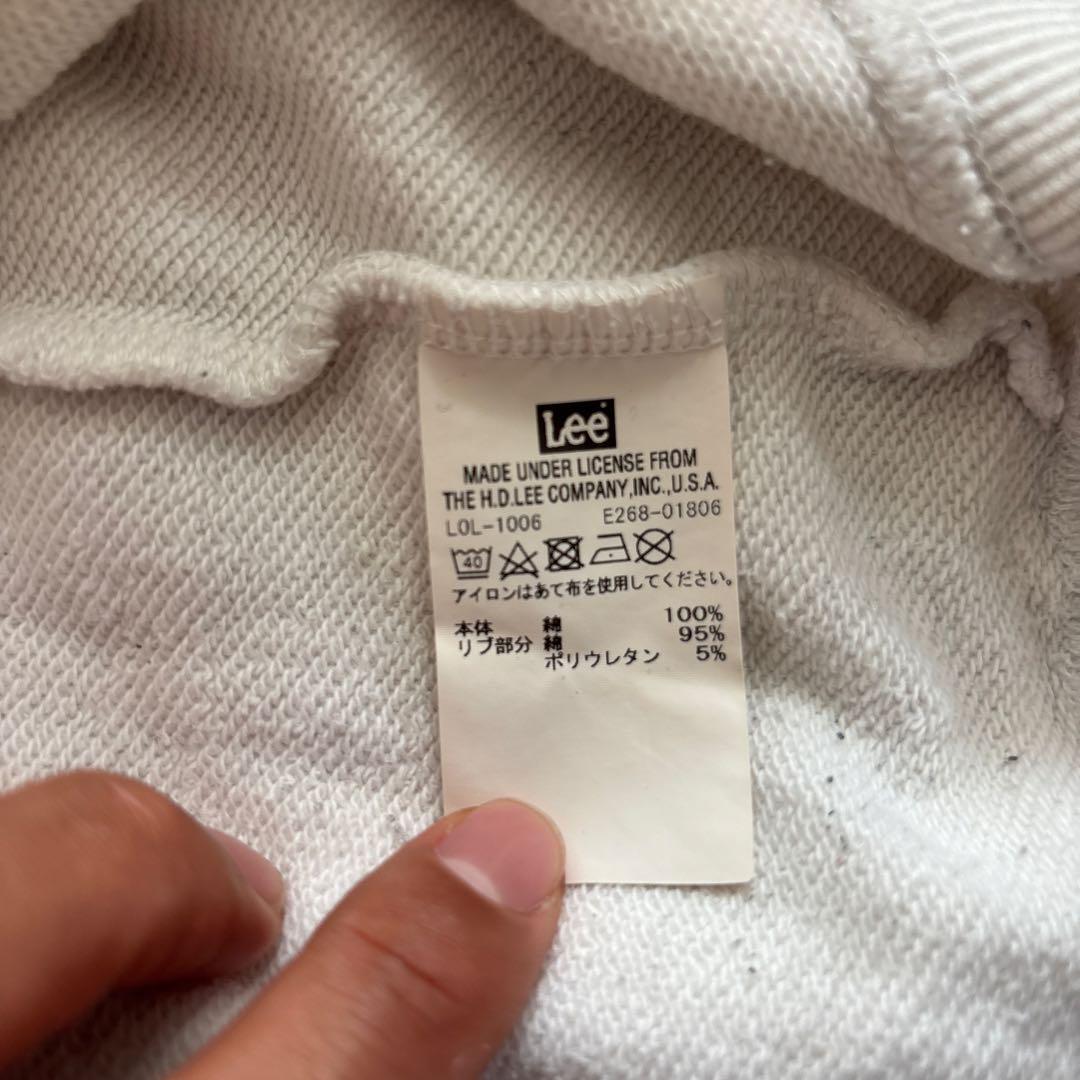 Lee
MADE UNDER LICENSE FROM
THE H.D.LEE COMPANY,INC.,U.S.A.
LOL-1006 E268-01806
40
アイロンはあて布を使用してください。
本体 綿 100%
リブ部分 綿 95%
ポリウレタン 5%